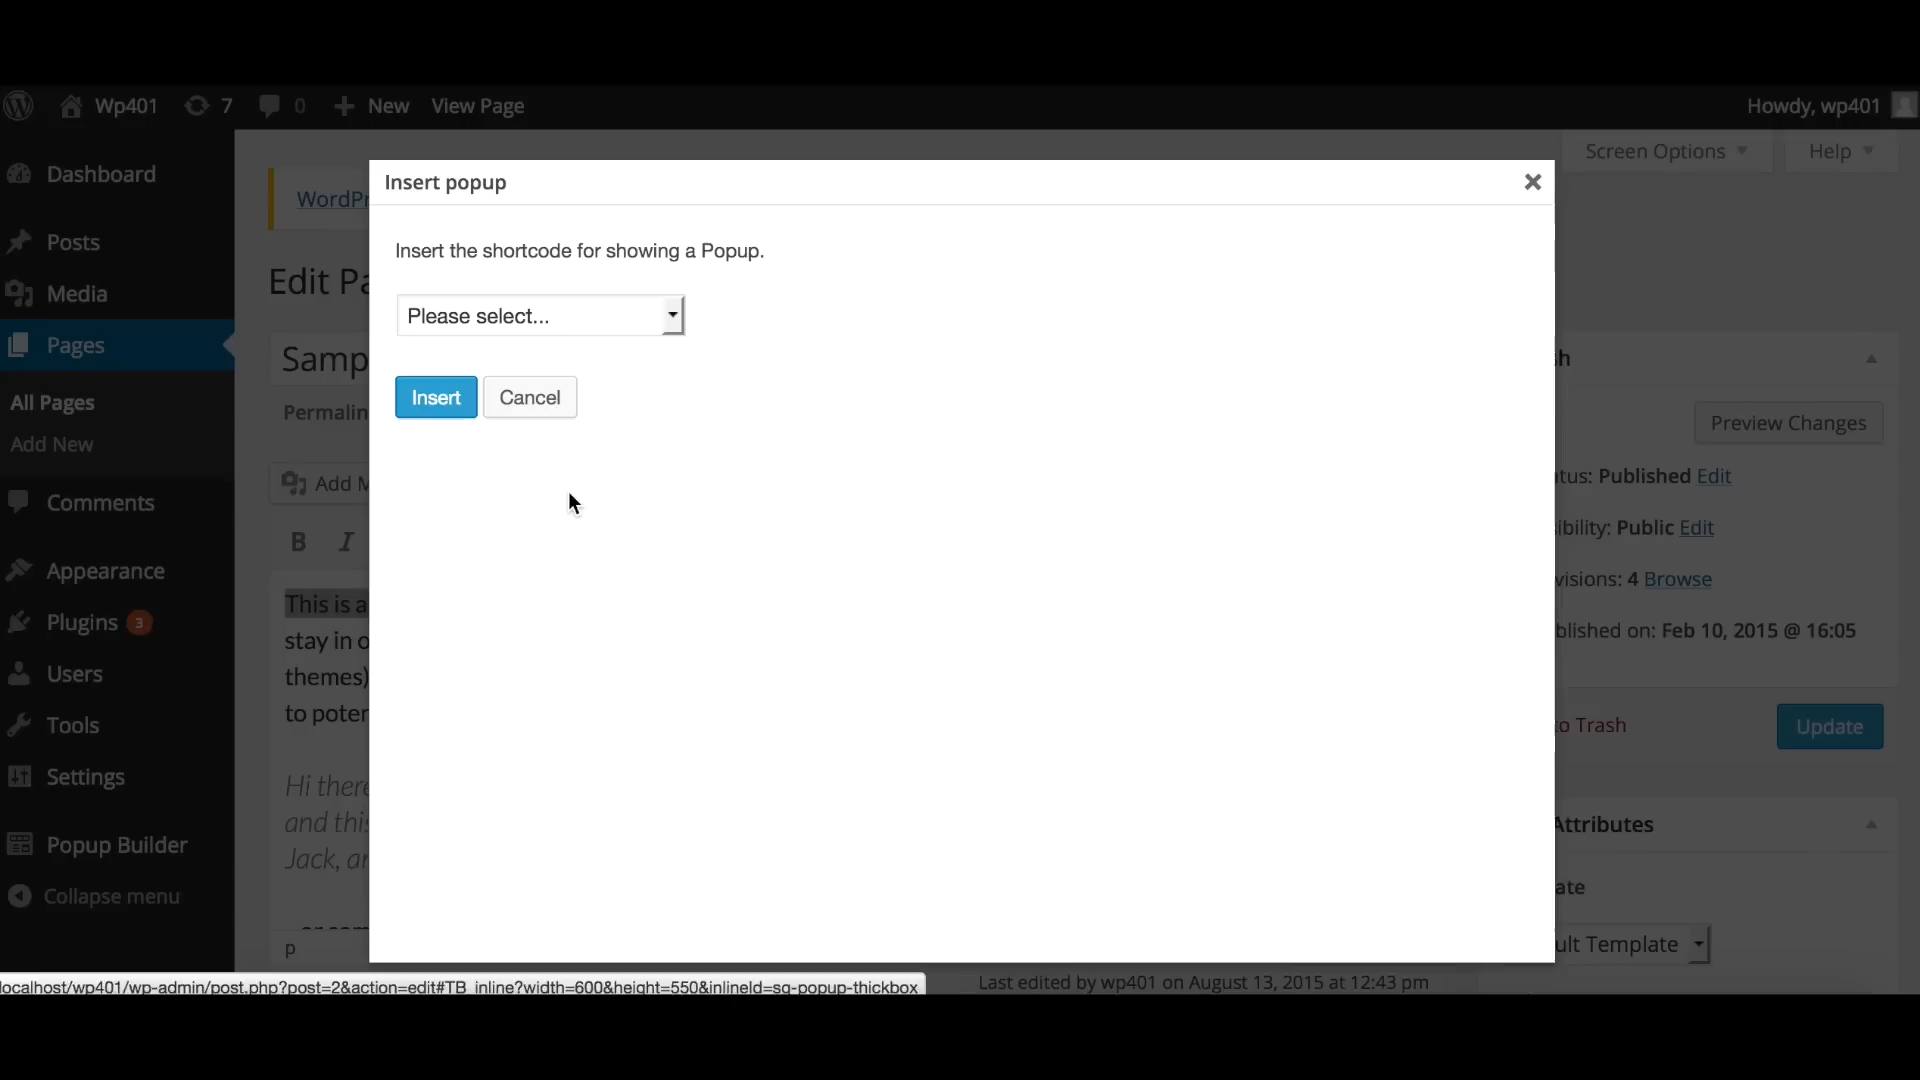 Wp401 7 0 New View Page Howdy, wp401
Screen Options Help
Dashboard
Posts
Media
Pages
All Pages
Add New
Comments
Appearance
Plugins 3
Users
Tools
Settings
Popup Builder
Collapse menu
WordPr
Edit Pa
Samp
Permalin
Add M
B I
This is a
stay in o
themes)
to poter
Hi there
and this
Jack, an
p
Insert popup
Insert the shortcode for showing a Popup.
Please select...
Insert Cancel
sh
Preview Changes
tus: Published Edit
ibility: Public Edit
visions: 4 Browse
blished on: Feb 10, 2015 @ 16:05
to Trash Update
Attributes
ate
ult Template
Last edited by wp401 on August 13, 2015 at 12:43 pm
localhost/wp401/wp-admin/post.php?post=2&action=edit#TB_inline?width=600&height=550&inlineId=sg-popup-thickbox